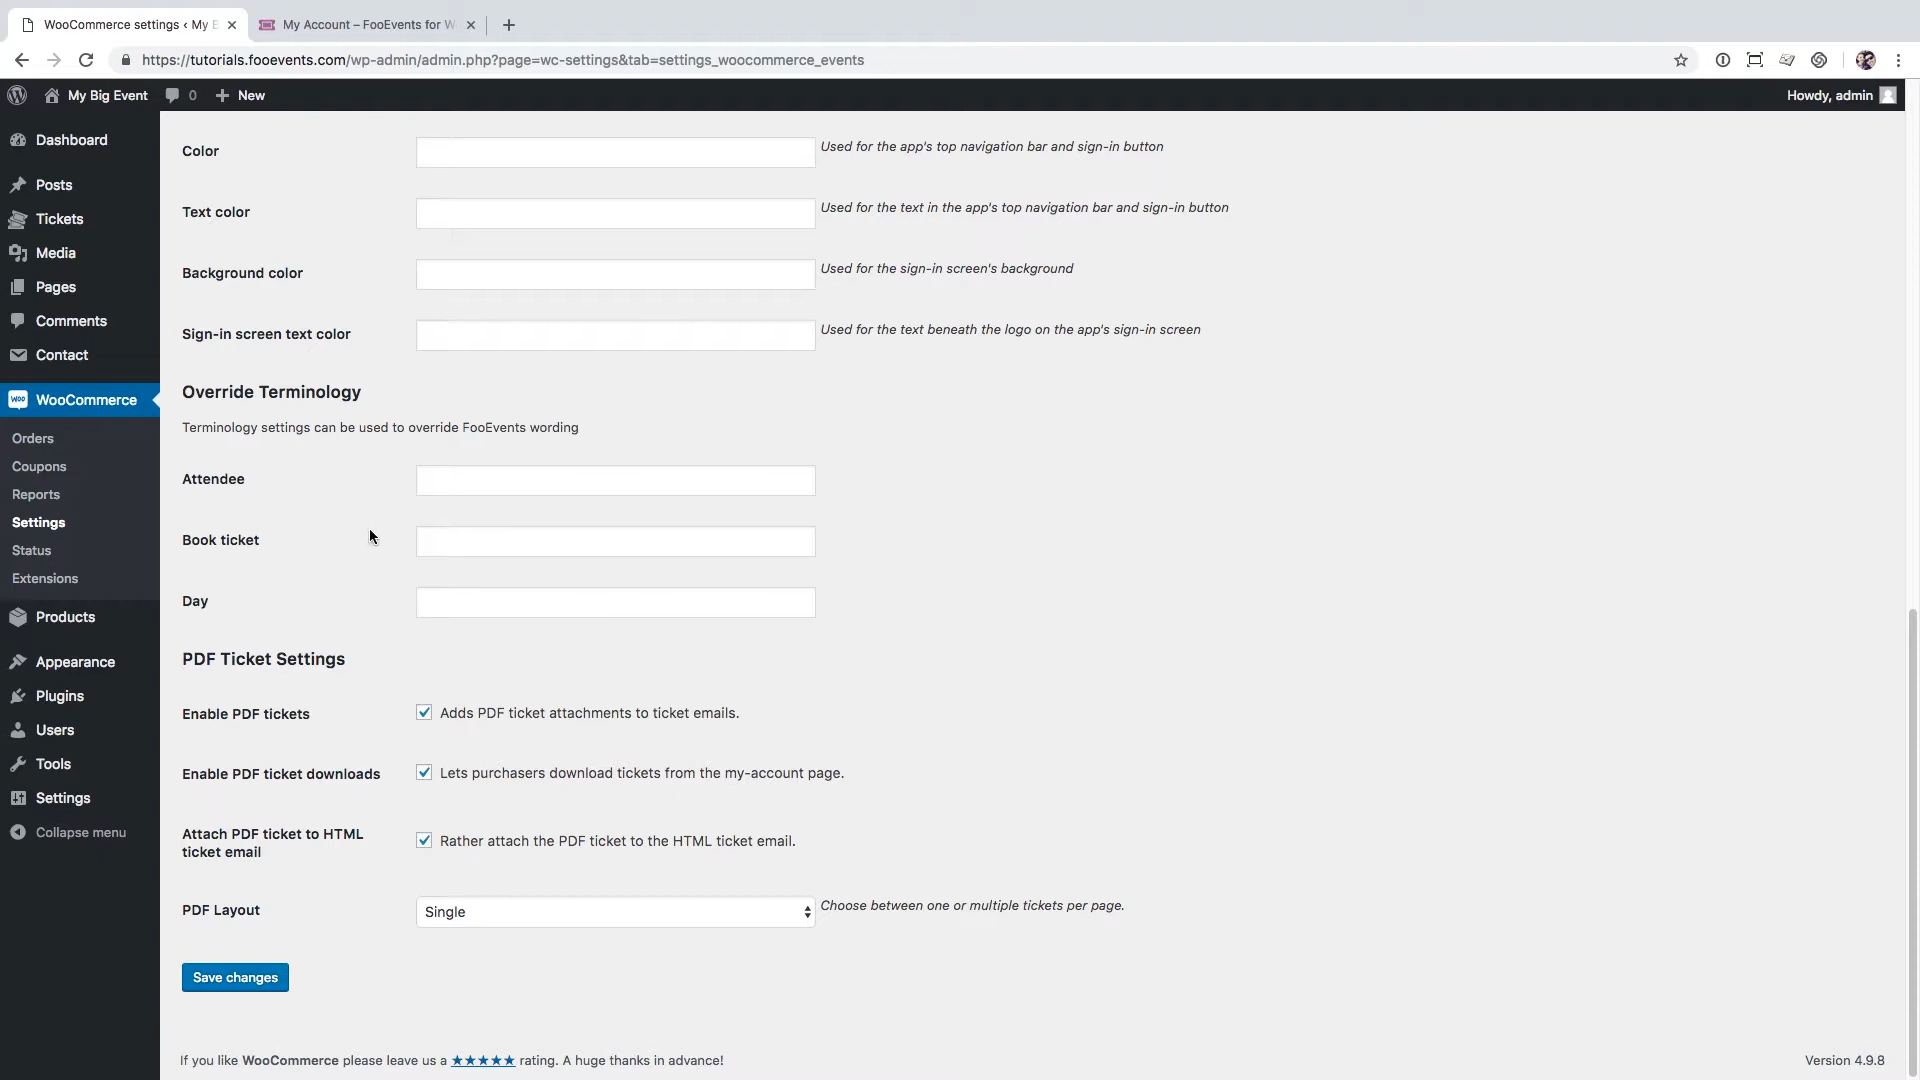 WooCommerce settings ‹ My B
My Account – FooEvents for W
https://tutorials.fooevents.com/wp-admin/admin.php?page=wc-settings&tab=settings_woocommerce_events
My Big Event
0
New
Howdy, admin
Dashboard
Posts
Tickets
Media
Pages
Comments
Contact
WooCommerce
Orders
Coupons
Reports
Settings
Status
Extensions
Products
Appearance
Plugins
Users
Tools
Settings
Collapse menu
Color
Used for the app's top navigation bar and sign-in button
Text color
Used for the text in the app's top navigation bar and sign-in button
Background color
Used for the sign-in screen's background
Sign-in screen text color
Used for the text beneath the logo on the app's sign-in screen
Override Terminology
Terminology settings can be used to override FooEvents wording
Attendee
Book ticket
Day
PDF Ticket Settings
Enable PDF tickets
Adds PDF ticket attachments to ticket emails.
Enable PDF ticket downloads
Lets purchasers download tickets from the my-account page.
Attach PDF ticket to HTML
ticket email
Rather attach the PDF ticket to the HTML ticket email.
PDF Layout
Single
Choose between one or multiple tickets per page.
Save changes
If you like WooCommerce please leave us a ★★★★★ rating. A huge thanks in advance!
Version 4.9.8